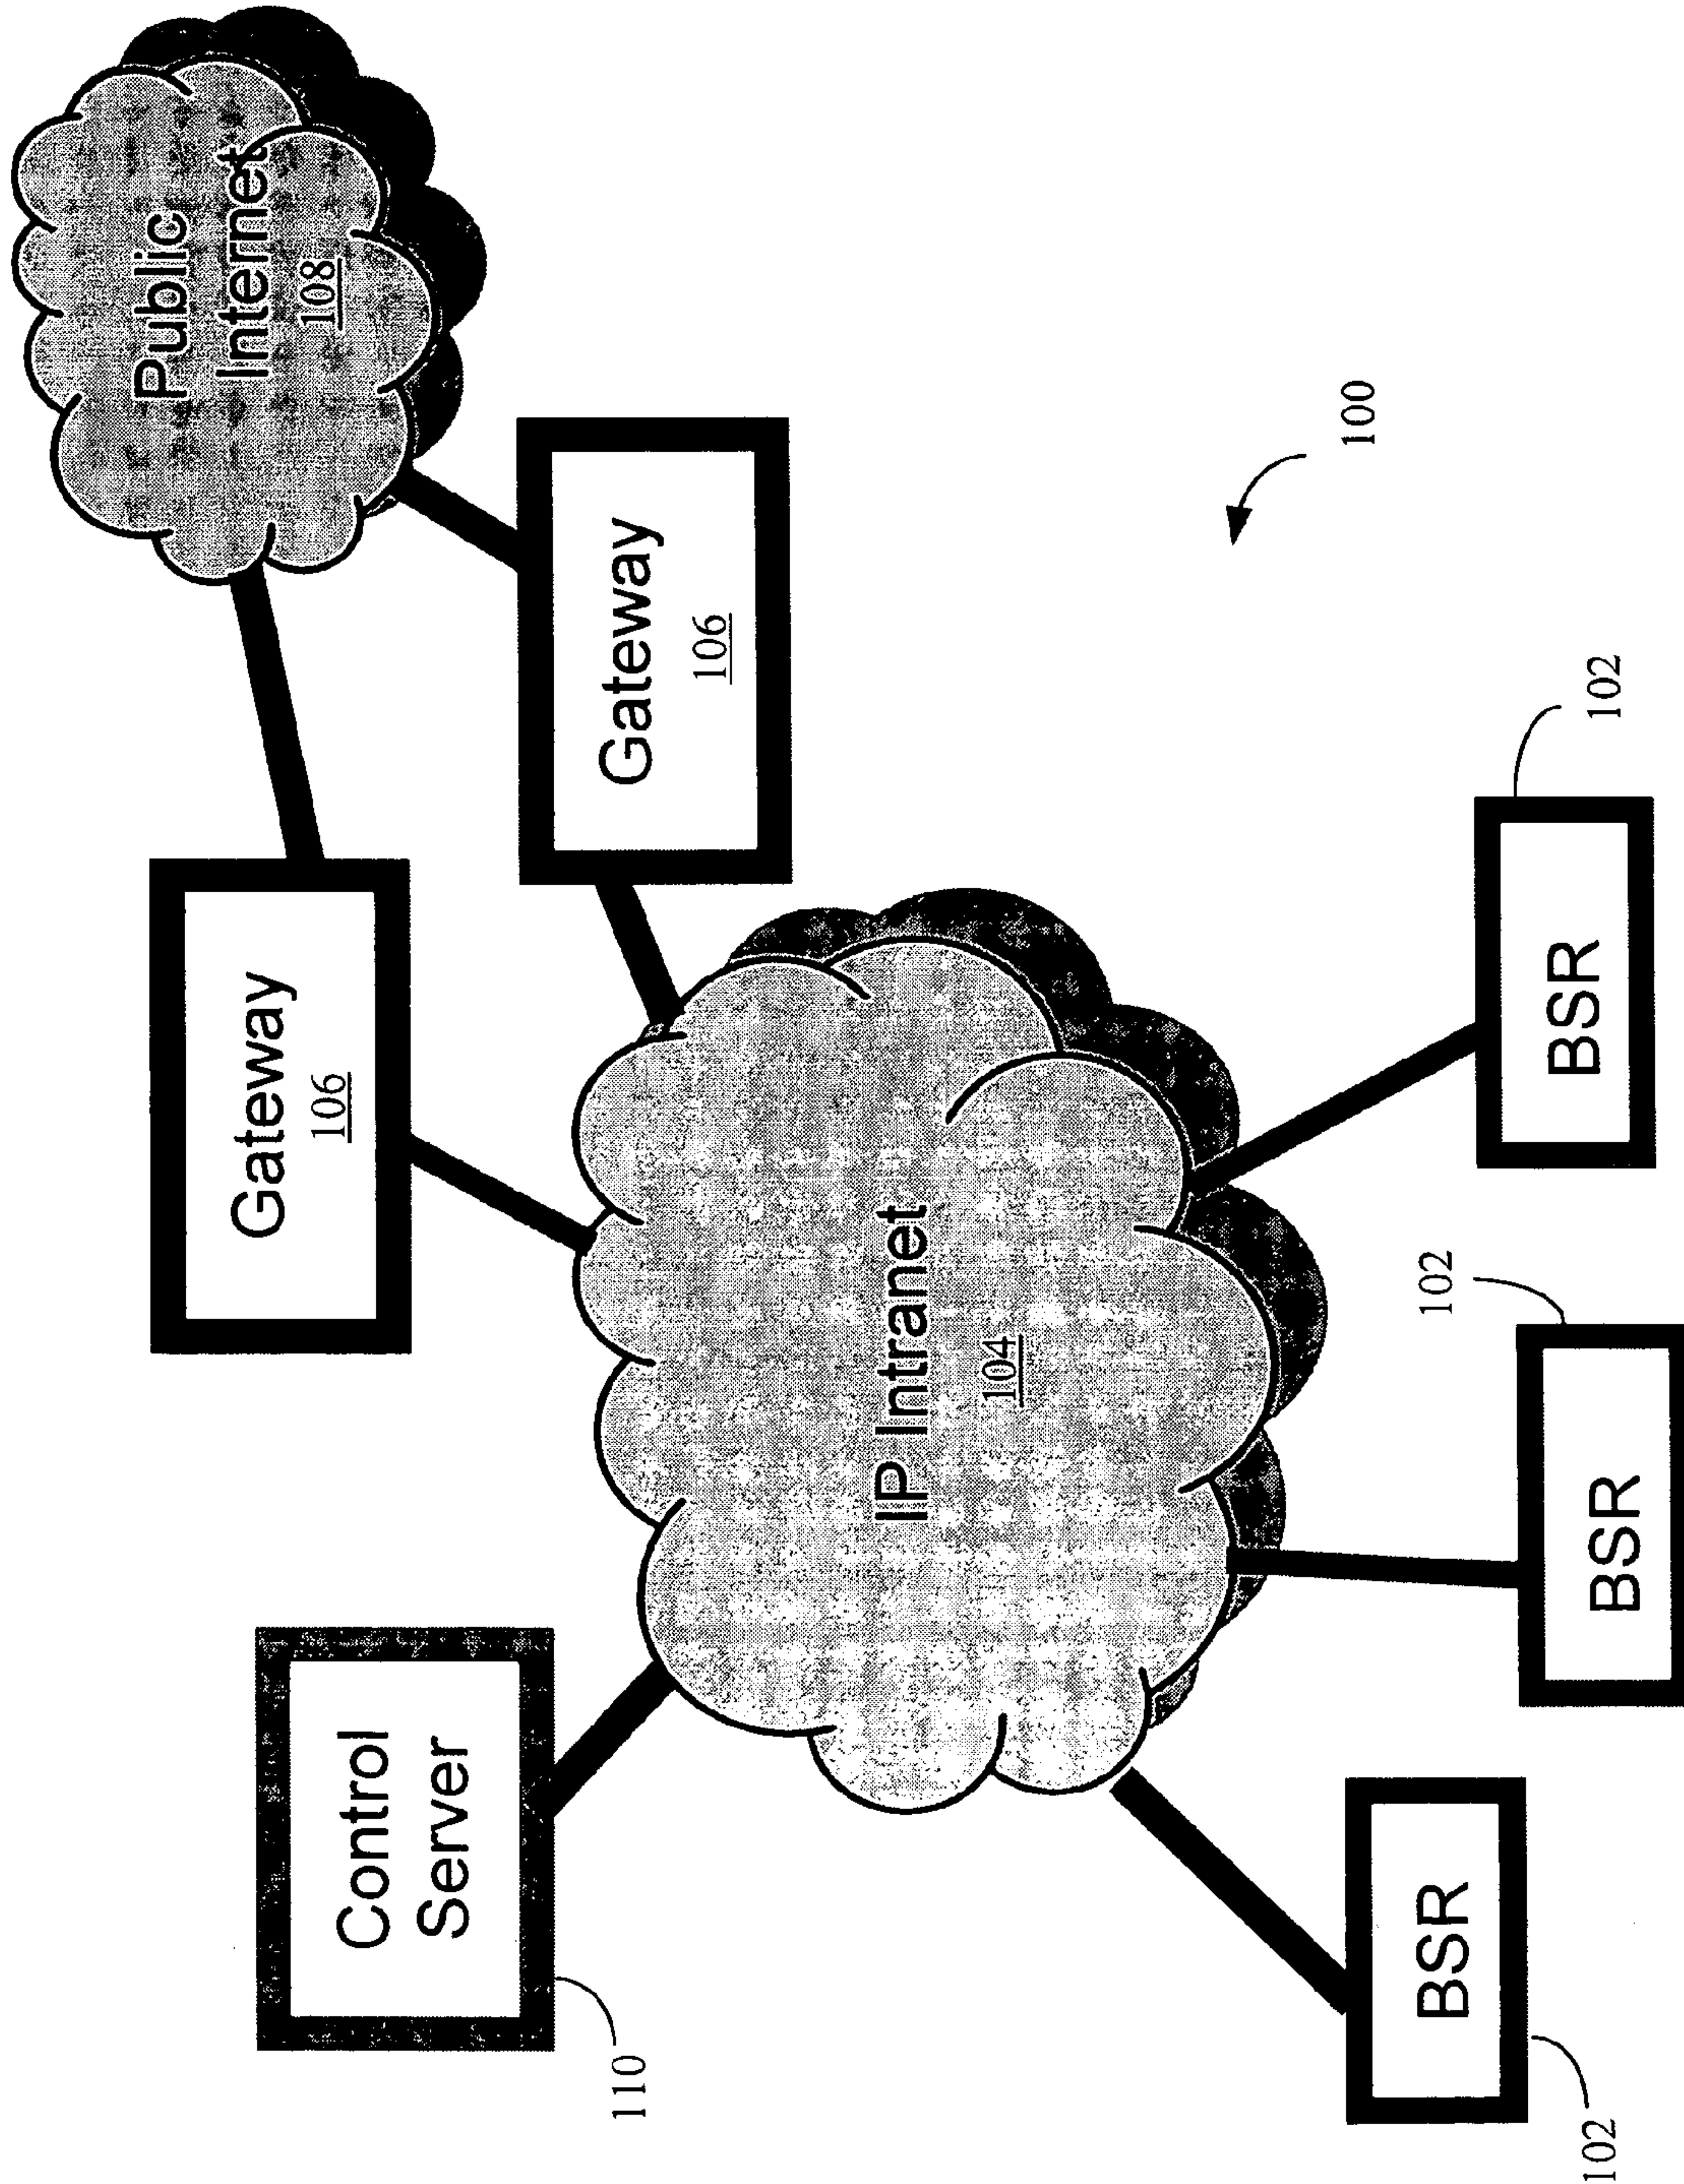 Public
Internet
108
Gateway
106
Gateway
106
Control
Server
110
IP Intranet
104
100
BSR
102
BSR
102
BSR
102